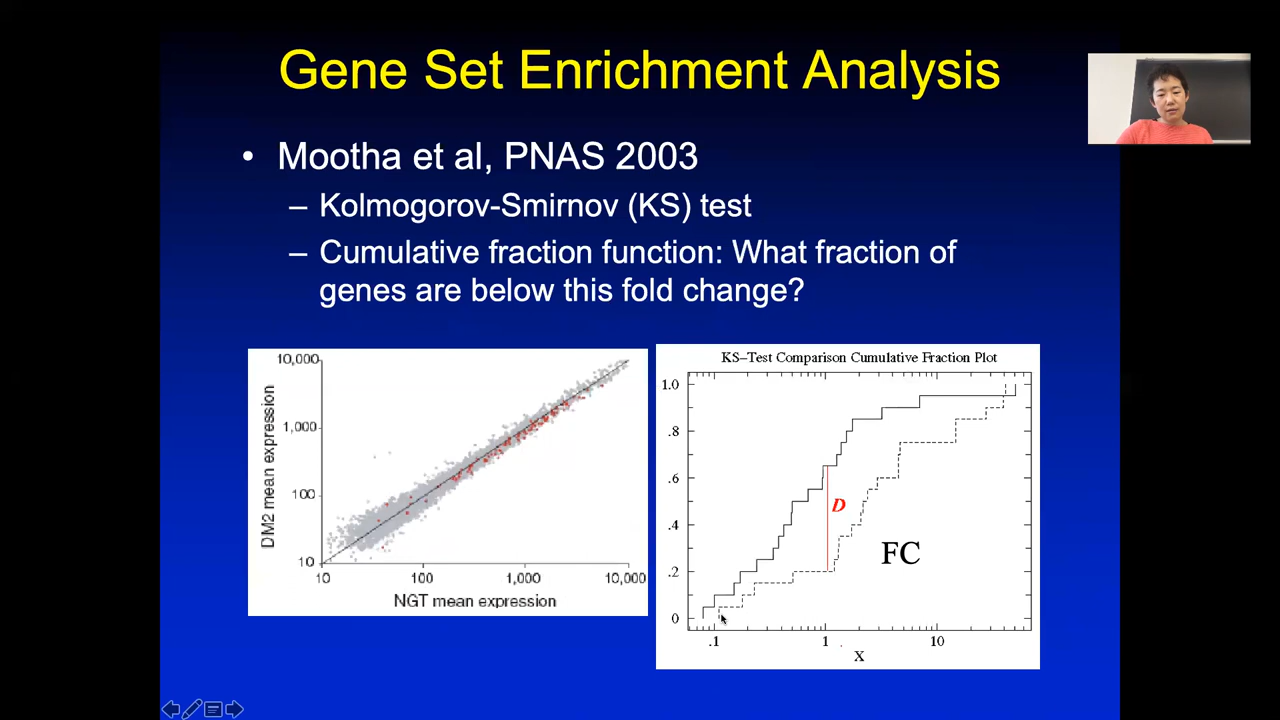 Gene Set Enrichment Analysis
• Mootha et al, PNAS 2003
– Kolmogorov-Smirnov (KS) test
– Cumulative fraction function: What fraction of
genes are below this fold change?
10,000
1,000
100
10
DM2 mean expression
10 100 1,000 10,000
NGT mean expression
KS–Test Comparison Cumulative Fraction Plot
1.0
.8
.6
.4
.2
0
D
FC
.1 1 10
X